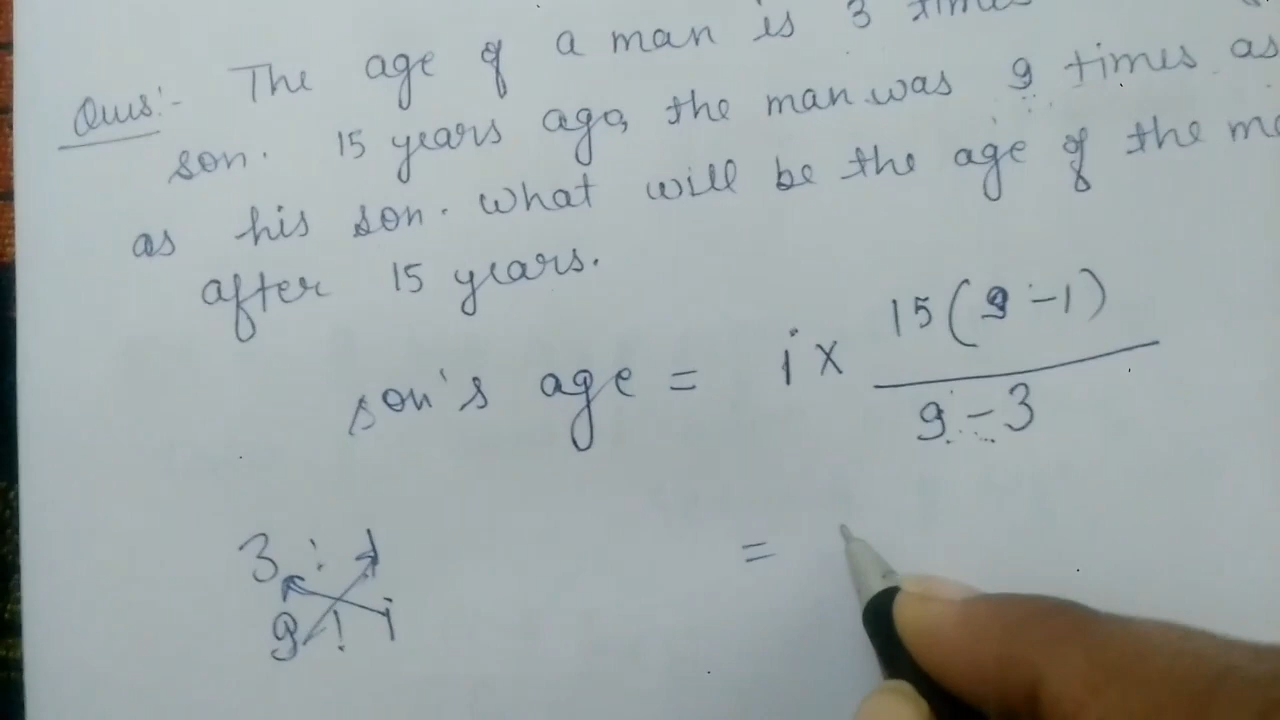 Ques:- The age of a man is 3 times
son. 15 years ago, the man was 9 times as
as his son. What will be the age of the
after 15 years.
son's age = 1 × 15(9-1) / 9-3
3 : 1
9 : 1
=